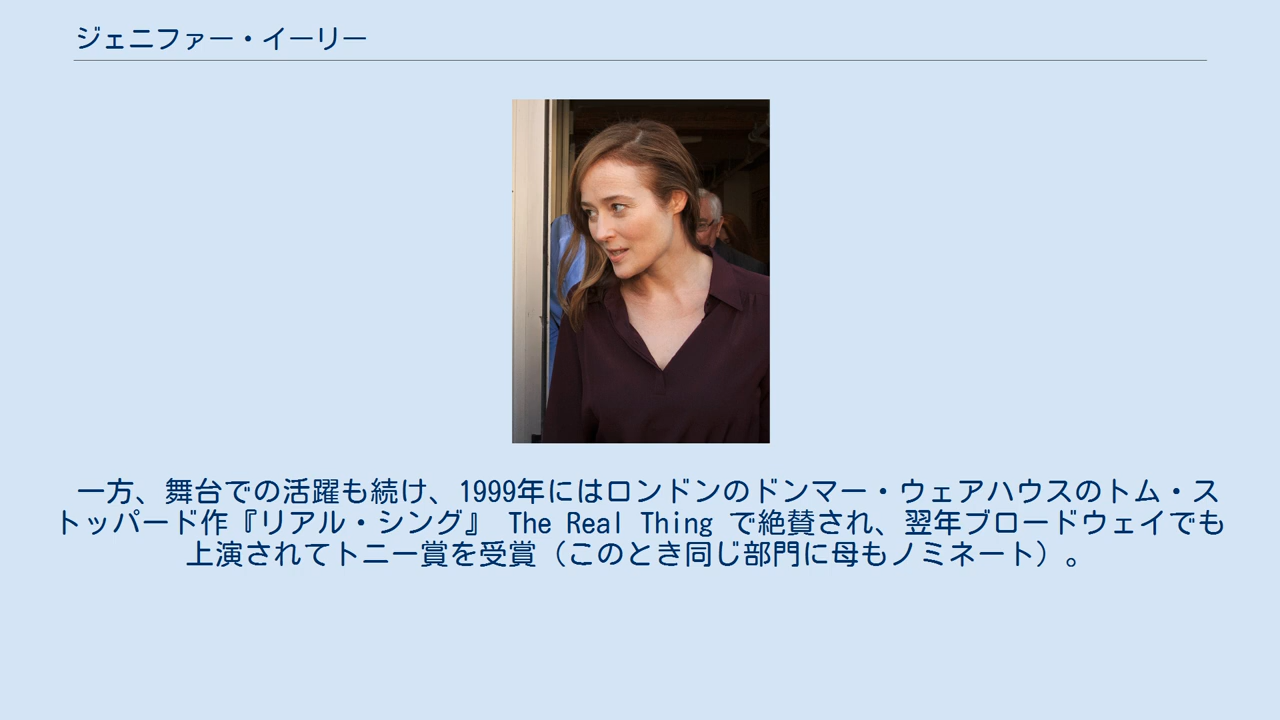 ジェニファー・イーリー
一方、舞台での活躍も続け、1999年にはロンドンのドンマー・ウェアハウスのトム・ス
トッパード作『リアル・シング』 The Real Thing で絶賛され、翌年ブロードウェイでも
上演されてトニー賞を受賞（このとき同じ部門に母もノミネート）。